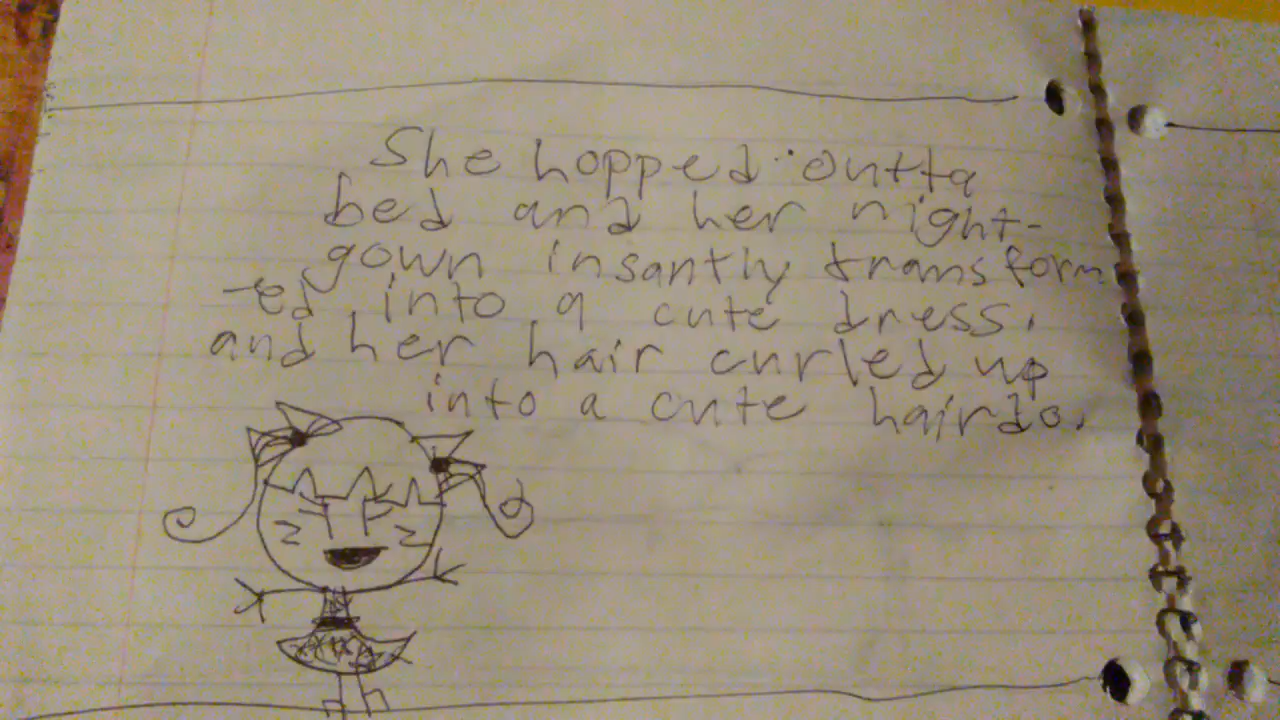 She hopped outta
bed and her night-
gown insantly transform
-ed into a cute dress.
and her hair curled up
into a cute hairdo.